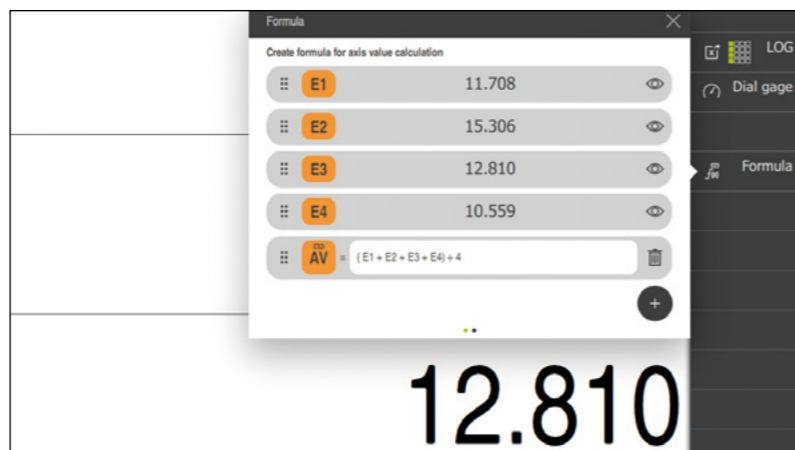 Formula
Create formula for axis value calculation
E1 11.708
E2 15.306
E3 12.810
E4 10.559
AV = (E1 + E2 + E3 + E4) ÷ 4
LOG
Dial gage
Formula
12.810